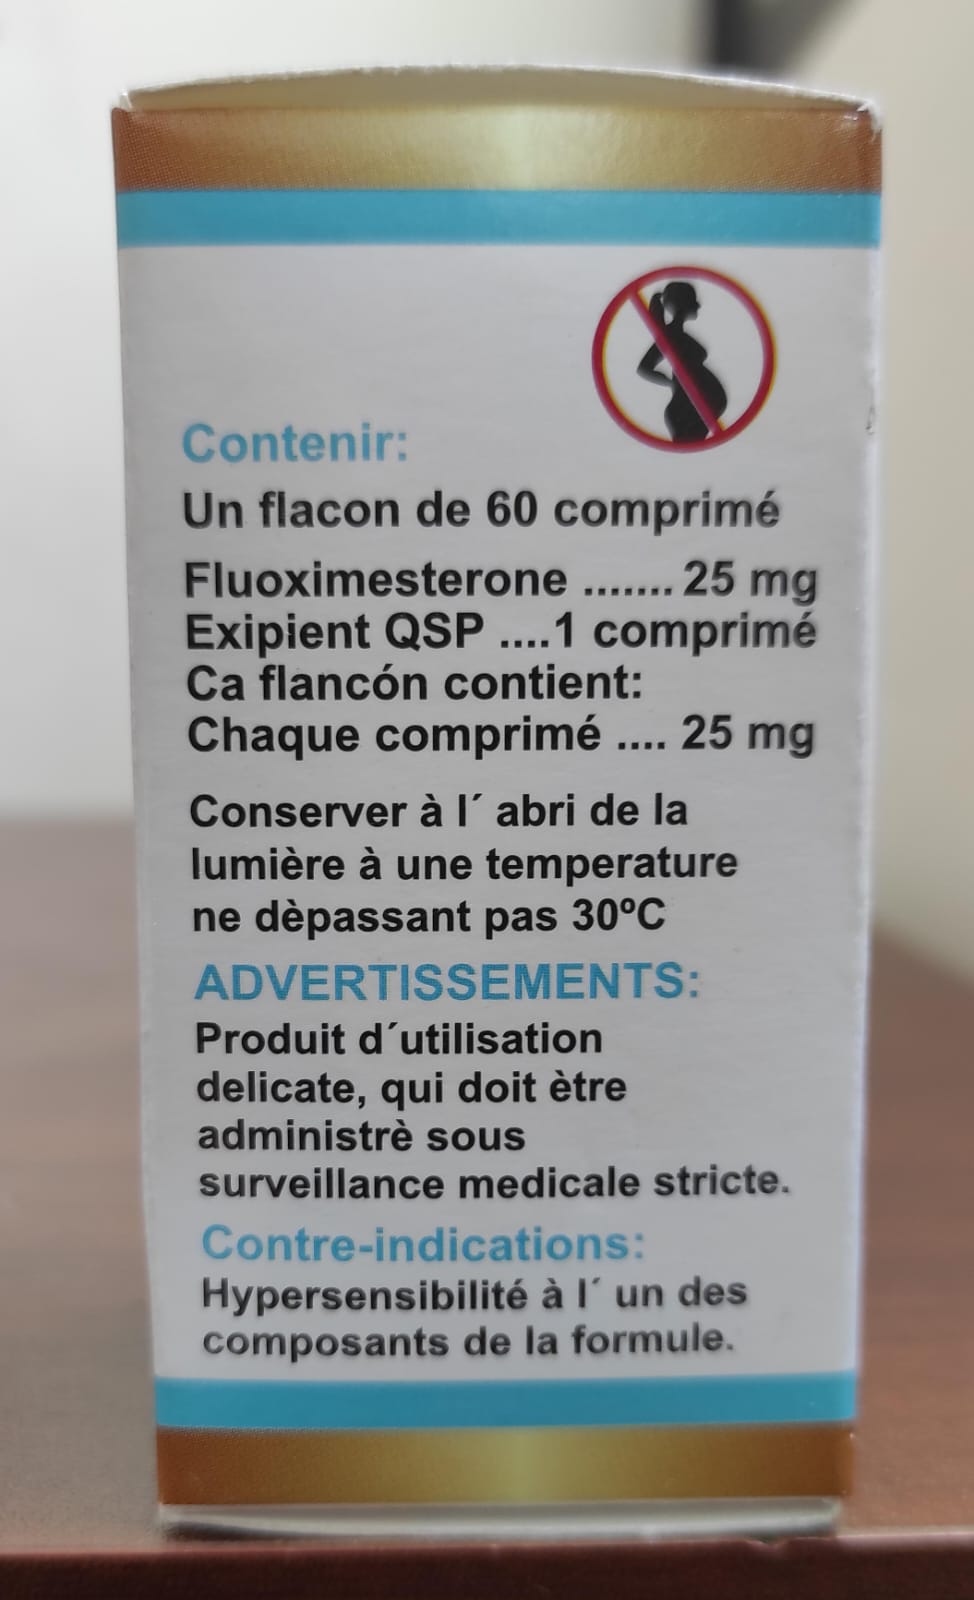 Contenir:
Un flacon de 60 comprimé
Fluoximesterone ....... 25 mg
Exipient QSP ....1 comprimé
Ca flancón contient:
Chaque comprimé .... 25 mg
Conserver à l´ abri de la
lumière à une temperature
ne dèpassant pas 30ºC
ADVERTISSEMENTS:
Produit d´utilisation
delicate, qui doit ètre
administrè sous
surveillance medicale stricte.
Contre-indications:
Hypersensibilité à l´ un des
composants de la formule.